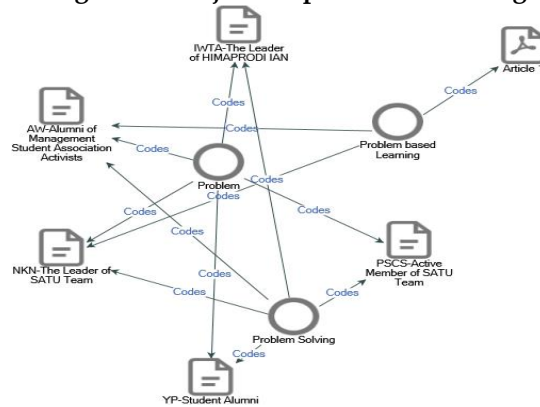 IWTA-The Leader
of HIMAPRODI IAN
Article
Codes
Codes
AW-Alumni of
Management
Student Association
Activists
Codes
Codes
Problem based
Learning
Problem
Codes
Codes
Codes
Codes
Codes
NKN-The Leader of
SATU Team
Codes
PSCS-Active
Member of SATU
Team
Codes
Codes
Problem Solving
Codes
YP-Student Alumni